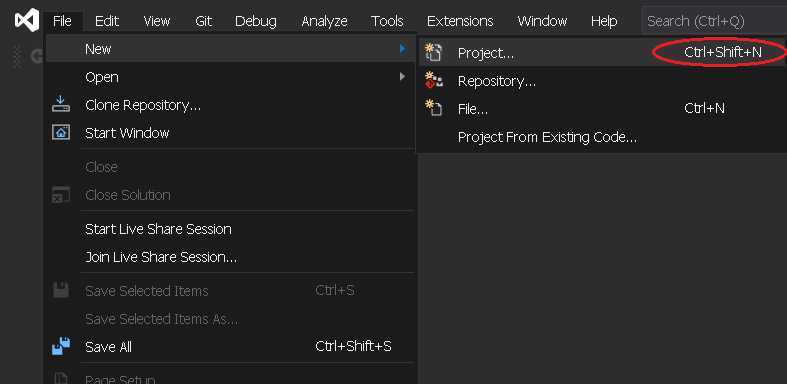 File Edit View Git Debug Analyze Tools Extensions Window Help Search (Ctrl+Q)
New
Project... Ctrl+Shift+N
Open
Repository...
Clone Repository...
File... Ctrl+N
Start Window
Project From Existing Code...
Close
Close Solution
Start Live Share Session
Join Live Share Session...
Save Selected Items Ctrl+S
Save Selected Items As...
Save All Ctrl+Shift+S
Page Setup